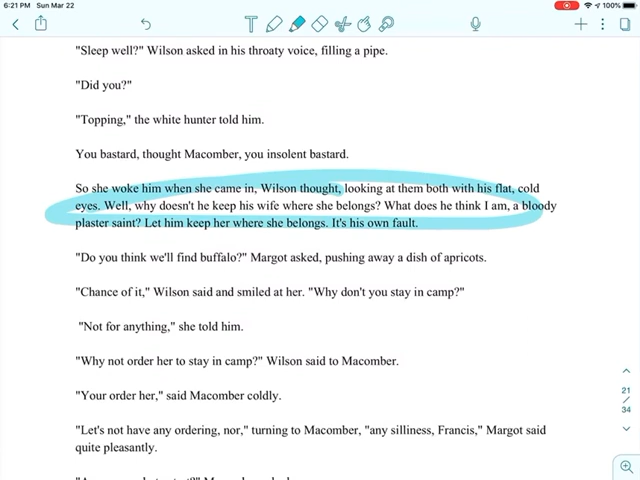 6:21 PM Sun Mar 22
100%
"Sleep well?" Wilson asked in his throaty voice, filling a pipe.
"Did you?"
"Topping," the white hunter told him.
You bastard, thought Macomber, you insolent bastard.
So she woke him when she came in, Wilson thought, looking at them both with his flat, cold
eyes. Well, why doesn't he keep his wife where she belongs? What does he think I am, a bloody
plaster saint? Let him keep her where she belongs. It's his own fault.
"Do you think we'll find buffalo?" Margot asked, pushing away a dish of apricots.
"Chance of it," Wilson said and smiled at her. "Why don't you stay in camp?"
"Not for anything," she told him.
"Why not order her to stay in camp?" Wilson said to Macomber.
"Your order her," said Macomber coldly.
"Let's not have any ordering, nor," turning to Macomber, "any silliness, Francis," Margot said
quite pleasantly.
21
/
34